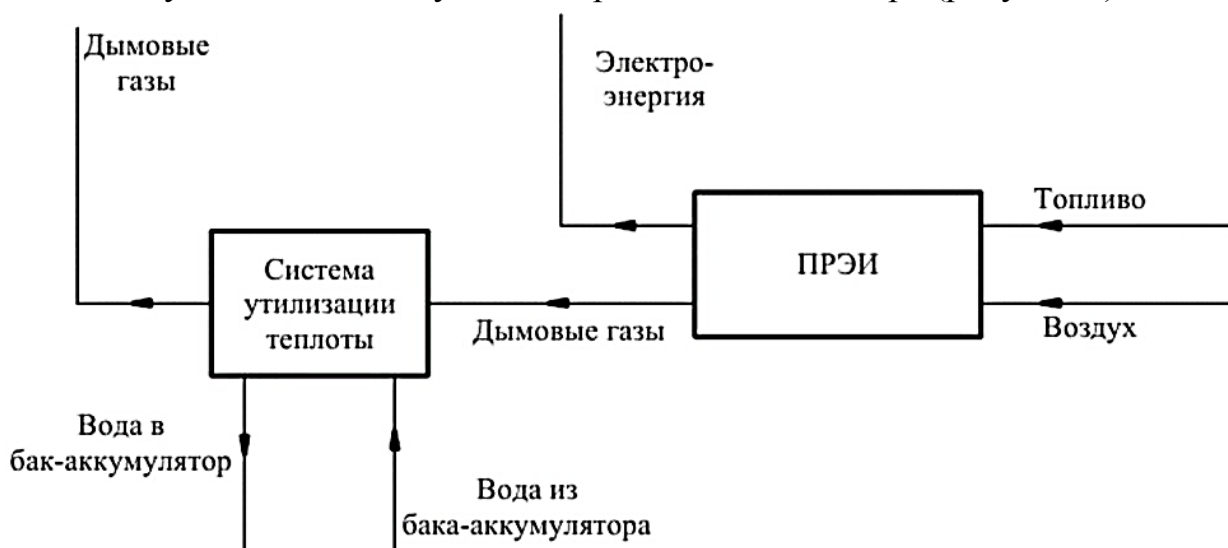 Дымовые
газы
Электро-
энергия
Топливо
ПРЭИ
Система
утилизации
теплоты
Дымовые газы
Воздух
Вода в
бак-аккумулятор
Вода из
бака-аккумулятора